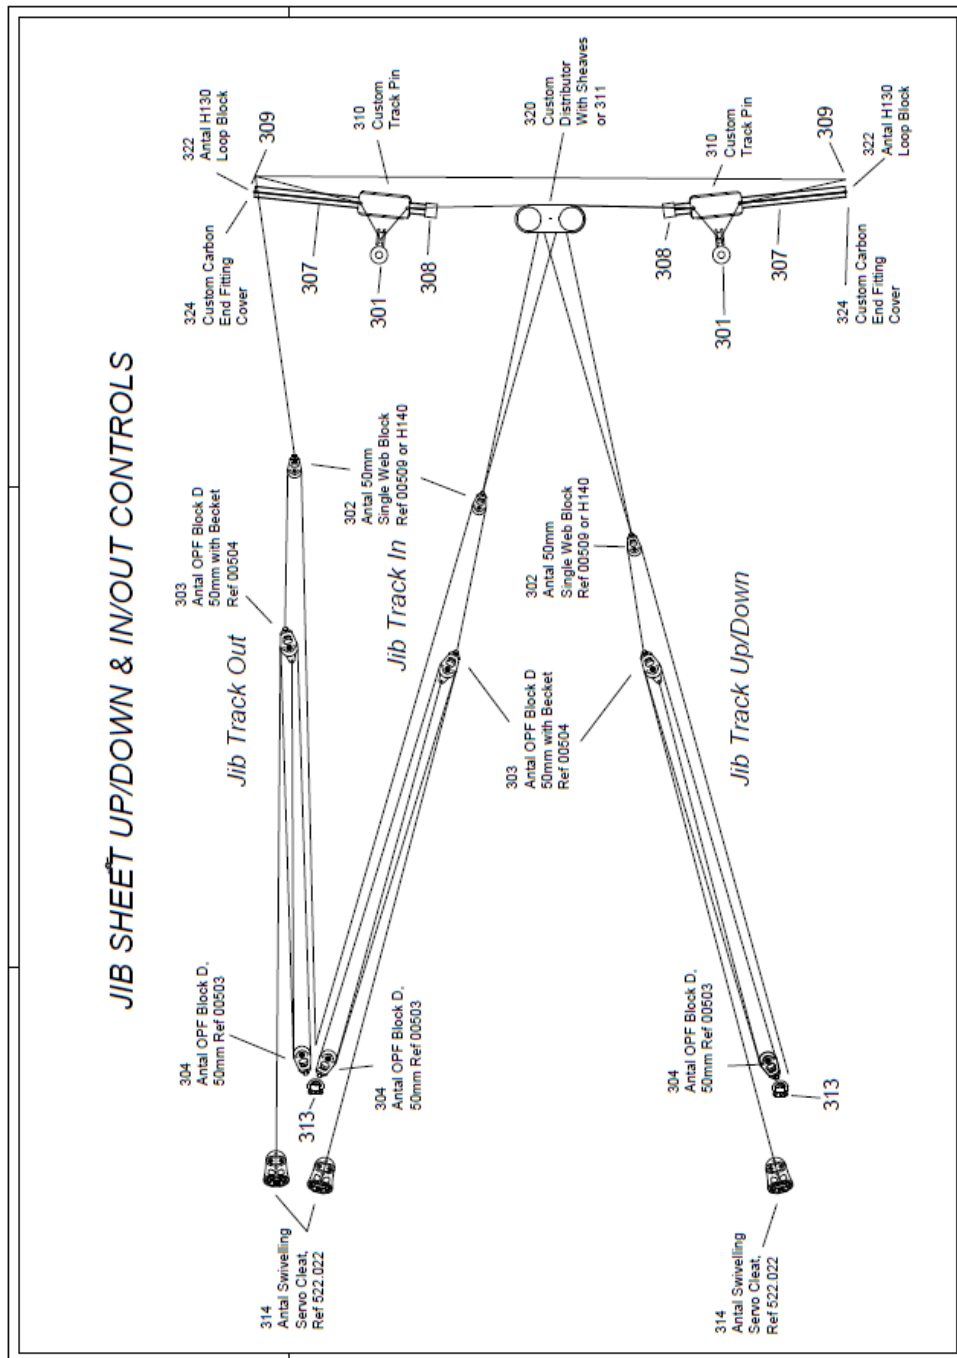 JIB SHEET UP/DOWN & IN/OUT CONTROLS
314
Antal Swivelling
Servo Cleat,
Ref 522.022
304
Antal OPF Block D.
50mm Ref 00503
313
304
Antal OPF Block D.
50mm Ref 00503
303
Antal OPF Block D
50mm with Becket
Ref 00504
Jib Track Out
302
Antal 50mm
Single Web Block
Ref 00509 or H140
Jib Track In
324
Custom Carbon
End Fitting
Cover
322
Antal H130
Loop Block
309
307
310
Custom
Track Pin
301
308
320
Custom
Distributor
With Sheaves
or 311
303
Antal OPF Block D
50mm with Becket
Ref 00504
302
Antal 50mm
Single Web Block
Ref 00509 or H140
Jib Track Up/Down
308
310
Custom
Track Pin
301
307
309
324
Custom Carbon
End Fitting
Cover
322
Antal H130
Loop Block
314
Antal Swivelling
Servo Cleat,
Ref 522.022
304
Antal OPF Block D.
50mm Ref 00503
313